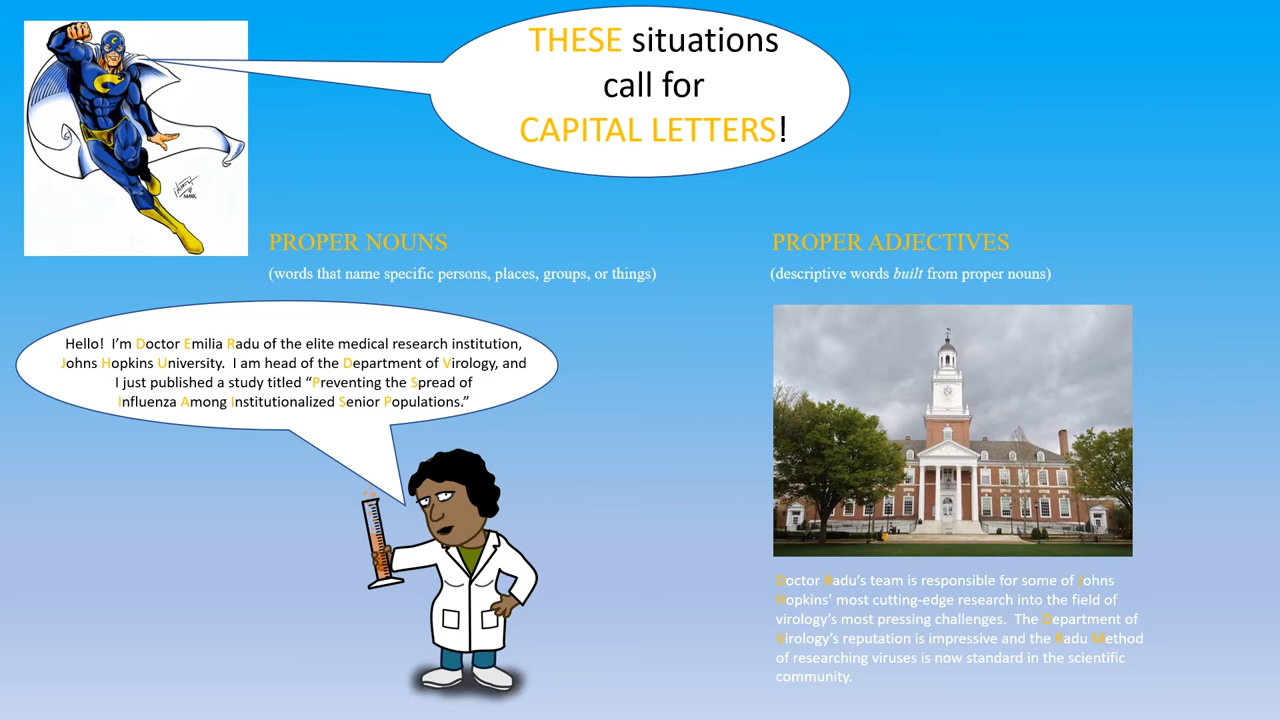 THESE situations
call for
CAPITAL LETTERS!
PROPER NOUNS
(words that name specific persons, places, groups, or things)
Hello!  I'm Doctor Emilia Radu of the elite medical research institution,
Johns Hopkins University.  I am head of the Department of Virology, and
I just published a study titled “Preventing the Spread of
Influenza Among Institutionalized Senior Populations.”
PROPER ADJECTIVES
(descriptive words built from proper nouns)
Doctor Radu's team is responsible for some of Johns
Hopkins' most cutting-edge research into the field of
virology's most pressing challenges.  The Department of
Virology's reputation is impressive and the Radu Method
of researching viruses is now standard in the scientific
community.